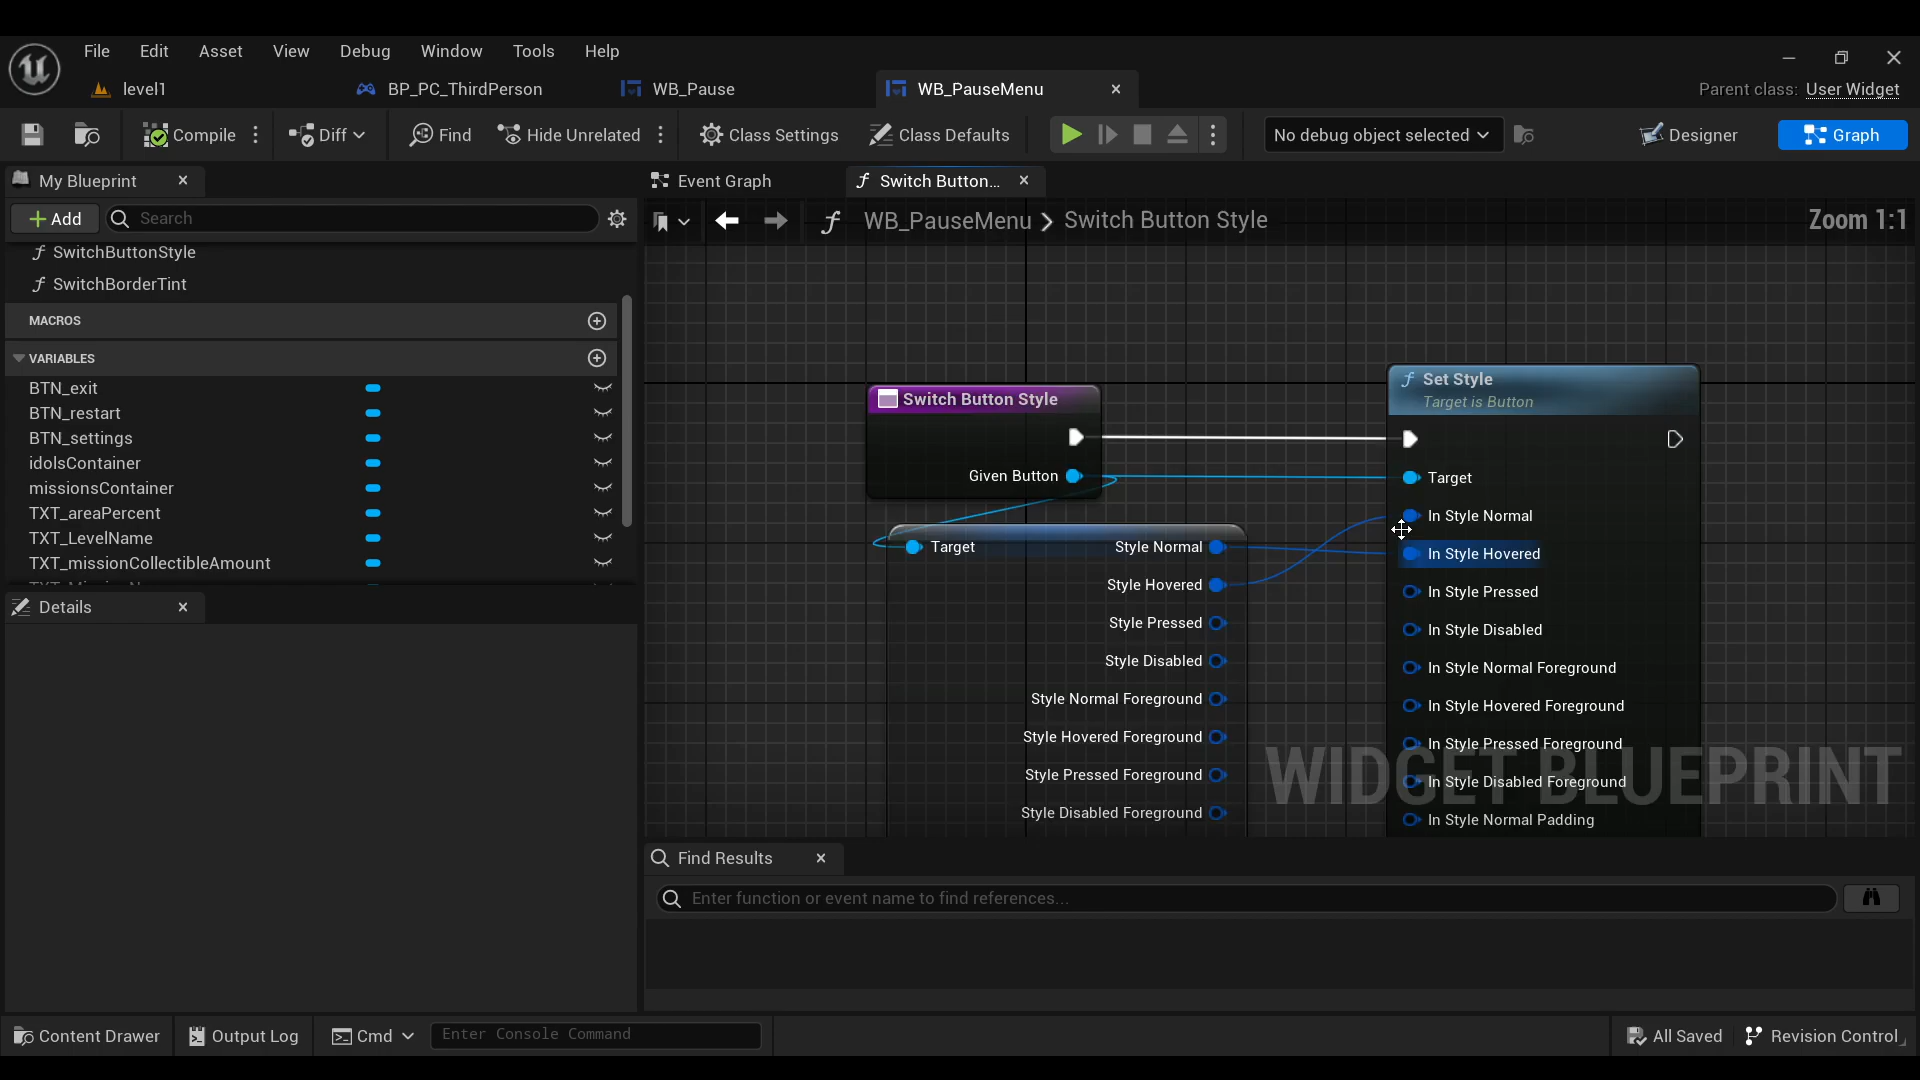 File Edit Asset View Debug Window Tools Help
level1 BP_PC_ThirdPerson WB_Pause WB_PauseMenu Parent class: User Widget
Compile Diff Find Hide Unrelated Class Settings Class Defaults No debug object selected Designer Graph
My Blueprint
Add Search
SwitchButtonStyle
SwitchBorderTint
MACROS
VARIABLES
BTN_exit
BTN_restart
BTN_settings
idolsContainer
missionsContainer
TXT_areaPercent
TXT_LevelName
TXT_missionCollectibleAmount
Details
Event Graph Switch Button...
WB_PauseMenu > Switch Button Style Zoom 1:1
Switch Button Style
Given Button
Target Style Normal
Style Hovered
Style Pressed
Style Disabled
Style Normal Foreground
Style Hovered Foreground
Style Pressed Foreground
Style Disabled Foreground
Set Style
Target is Button
Target
In Style Normal
In Style Hovered
In Style Pressed
In Style Disabled
In Style Normal Foreground
In Style Hovered Foreground
In Style Pressed Foreground
In Style Disabled Foreground
In Style Normal Padding
WIDGET BLUEPRINT
Find Results
Enter function or event name to find references...
Content Drawer Output Log Cmd Enter Console Command All Saved Revision Control